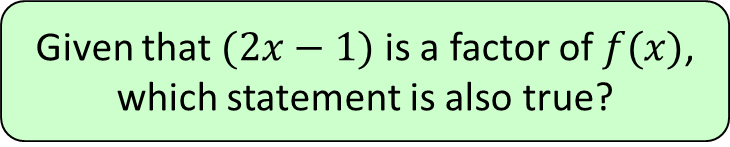 Given that (2𝑥 − 1) is a factor of 𝑓(𝑥),
which statement is also true?